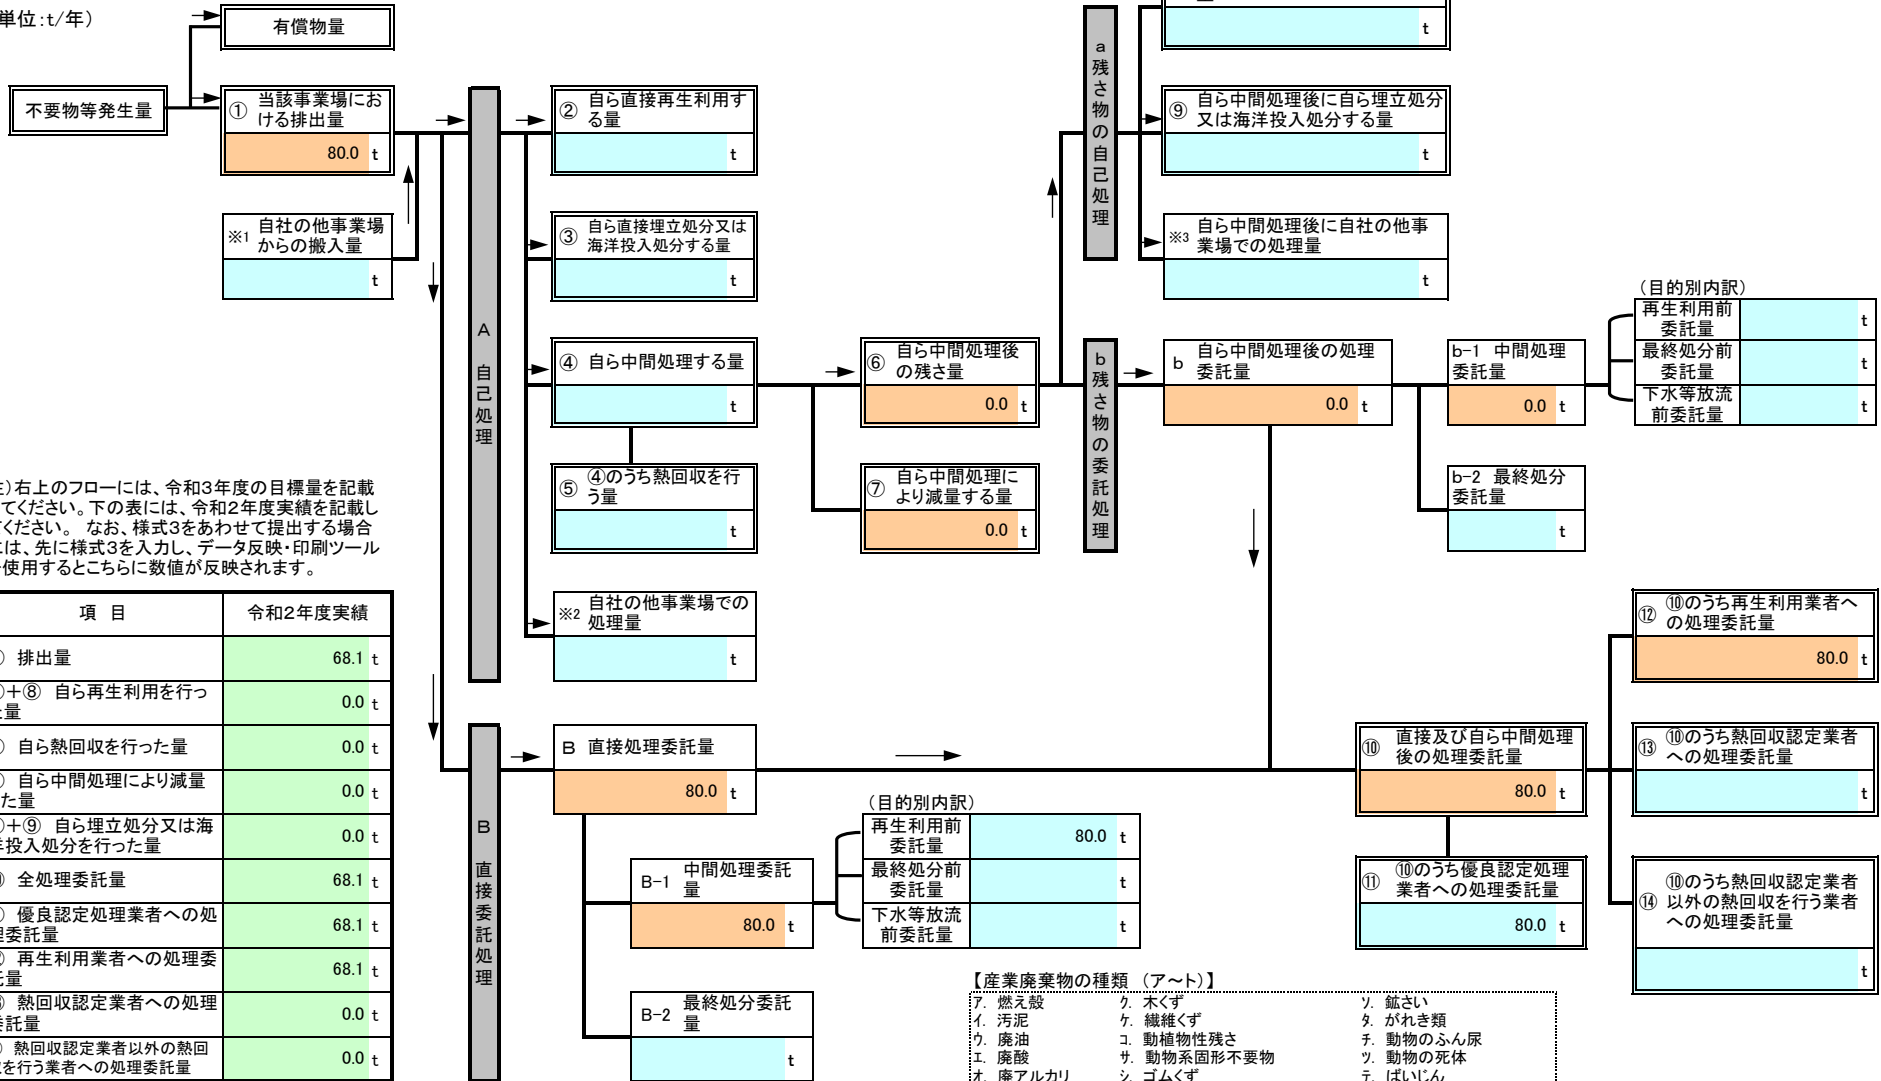 単位:t/年)
有償物量
不要物等発生量
① 当該事業場にお
ける排出量
80.0 t
※1 自社の他事業場
からの搬入量
t
A 自己処理
② 自ら直接再生利用す
る量
t
③ 自ら直接埋立処分又は
海洋投入処分する量
t
④ 自ら中間処理する量
t
⑤ ④のうち熱回収を行
う量
t
※2 自社の他事業場での
処理量
t
⑥ 自ら中間処理後
の残さ量
0.0 t
⑦ 自ら中間処理に
より減量する量
0.0 t
a 残さ物の自己処理
t
⑨ 自ら中間処理後に自ら埋立処分
又は海洋投入処分する量
t
※3 自ら中間処理後に自社の他事
業場での処理量
t
b 残さ物の委託処理
b 自ら中間処理後の処理
委託量
0.0 t
b-1 中間処理
委託量
0.0 t
(目的別内訳)
再生利用前
委託量
t
最終処分前
委託量
t
下水等放流
前委託量
t
b-2 最終処分
委託量
t
)右上のフローには、令和3年度の目標量を記載
てください。下の表には、令和2年度実績を記載し
ください。 なお、様式3をあわせて提出する場合
は、先に様式3を入力し、データ反映・印刷ツール
使用するとこちらに数値が反映されます。
項 目 令和2年度実績
) 排出量 68.1 t
)+⑧ 自ら再生利用を行っ
量
0.0 t
) 自ら熱回収を行った量 0.0 t
) 自ら中間処理により減量
た量
0.0 t
)+⑨ 自ら埋立処分又は海
投入処分を行った量
0.0 t
) 全処理委託量 68.1 t
) 優良認定処理業者への処
委託量
68.1 t
) 再生利用業者への処理委
量
68.1 t
) 熱回収認定業者への処理
託量
0.0 t
) 熱回収認定業者以外の熱回
を行う業者への処理委託量
0.0 t
B 直接委託処理
B 直接処理委託量
80.0 t
B-1 中間処理委託
量
80.0 t
(目的別内訳)
再生利用前
委託量
80.0 t
最終処分前
委託量
t
下水等放流
前委託量
t
B-2 最終処分委託
量
t
⑩ 直接及び自ら中間処理
後の処理委託量
80.0 t
⑪ ⑩のうち優良認定処理
業者への処理委託量
80.0 t
⑫ ⑩のうち再生利用業者へ
の処理委託量
80.0 t
⑬ ⑩のうち熱回収認定業者
への処理委託量
t
⑭ ⑩のうち熱回収認定業者
以外の熱回収を行う業者
への処理委託量
t
【産業廃棄物の種類 (ア~ト)】
ア. 燃え殻 ク. 木くず ソ. 鉱さい
イ. 汚泥 ケ. 繊維くず タ. がれき類
ウ. 廃油 コ. 動植物性残さ チ. 動物のふん尿
エ. 廃酸 サ. 動物系固形不要物 ツ. 動物の死体
オ. 廃アルカリ シ. ゴムくず テ. ばいじん